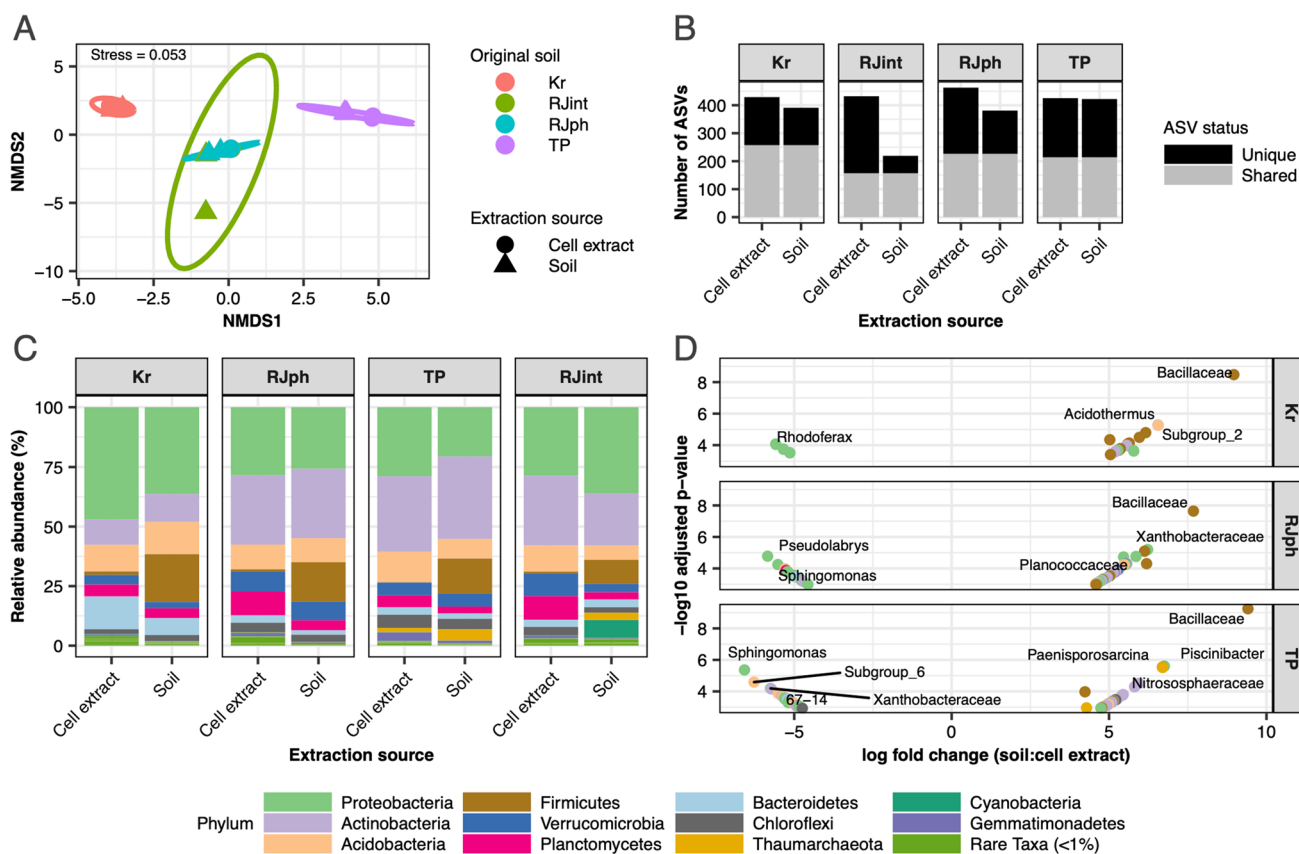 A
Stress = 0.053
5
0
−5
−10
−5.0
−2.5
0.0
2.5
5.0
NMDS1
NMDS2
Original soil
Kr
RJint
RJph
TP
Extraction source
Cell extract
Soil
B
Kr
RJint
RJph
TP
400
300
200
100
0
Number of ASVs
Cell extract
Soil
Cell extract
Soil
Cell extract
Soil
Cell extract
Soil
Extraction source
ASV status
Unique
Shared
C
Kr
RJph
TP
RJint
100
75
50
25
0
Relative abundance (%)
Cell extract
Soil
Cell extract
Soil
Cell extract
Soil
Cell extract
Soil
Extraction source
D
8
6
4
Bacillaceae
Acidothermus
Rhodoferax
Subgroup_2
Kr
8
6
4
Bacillaceae
Xanthobacteraceae
Pseudolabrys
Planococcaceae
Sphingomonas
RJph
8
6
4
Bacillaceae
Sphingomonas
Paenisporosarcina
Piscinibacter
Subgroup_6
Nitrososphaeraceae
67−14
Xanthobacteraceae
TP
−log10 adjusted p−value
−5
0
5
10
log fold change (soil:cell extract)
Phylum
Proteobacteria
Actinobacteria
Acidobacteria
Firmicutes
Verrucomicrobia
Planctomycetes
Bacteroidetes
Chloroflexi
Thaumarchaeota
Cyanobacteria
Gemmatimonadetes
Rare Taxa (<1%)